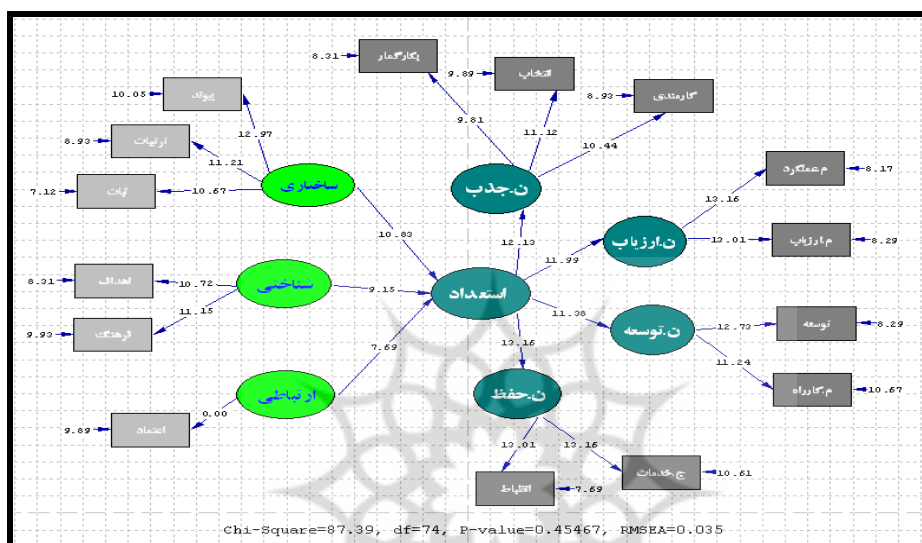 8.31 بکارگمار
9.89 انتخاب
8.93 کارمندی
9.81
11.12
10.44
10.05 پیوند
12.97
8.93 ترتیبات
11.21
7.12 ثبات
10.67
ساختاری
ن.جذب
م.عملکرد 8.17
13.16
م.ارزیاب 8.29
13.01
ن.ارزیاب
10.83
12.13
11.99
8.31 اهداف
10.72
شناختی
9.15
استعداد
11.38
9.93 فرهنگ
11.15
7.69
ن.توسعه
12.73
توسعه 8.29
11.24
م.کارراه 10.67
13.16
ارتباطی
0.00
9.89 اعتماد
ن.حفظ
13.01
13.16
ج.خدمات 10.61
انظباط 7.69
Chi-Square=87.39, df=74, P-value=0.45467, RMSEA=0.035